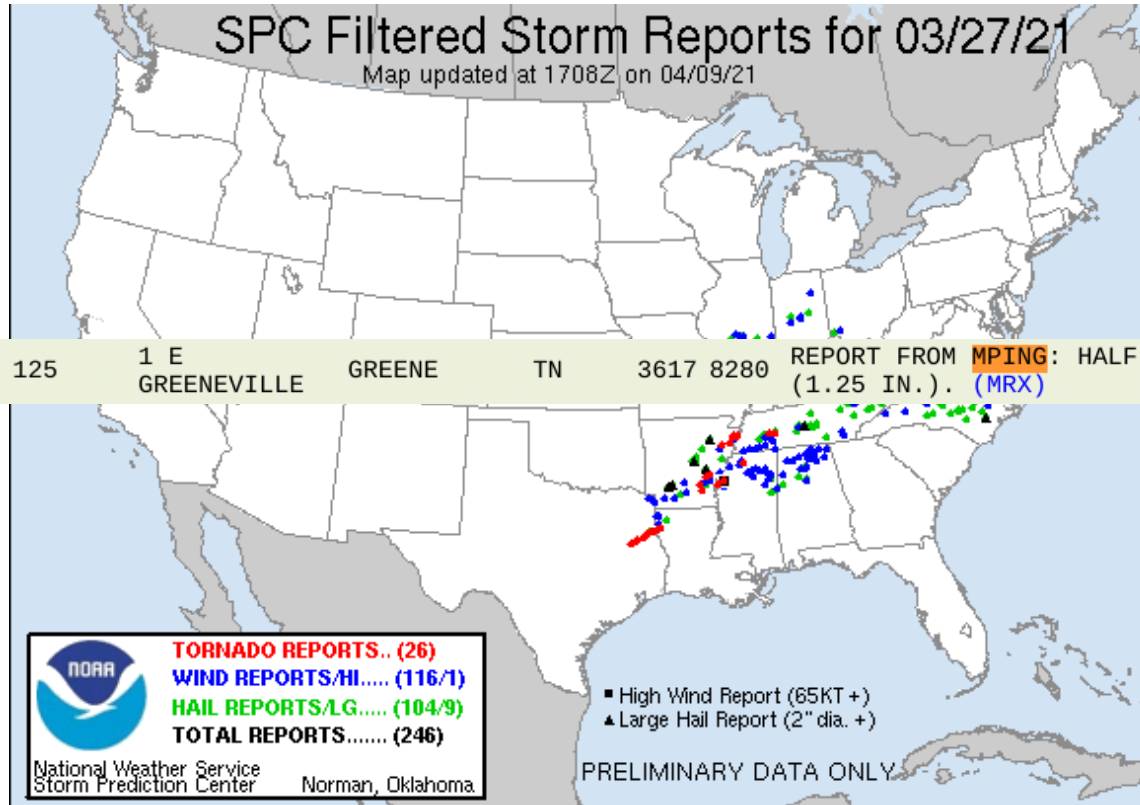 SPC Filtered Storm Reports for 03/27/21
Map updated at 1708Z on 04/09/21
125 1 E GREENEVILLE GREENE TN 3617 8280 REPORT FROM MPING: HALF (1.25 IN.). (MRX)
NOAA
TORNADO REPORTS.. (26)
WIND REPORTS/HI..... (116/1)
HAIL REPORTS/LG..... (104/9)
TOTAL REPORTS....... (246)
National Weather Service
Storm Prediction Center Norman, Oklahoma
■ High Wind Report (65KT +)
▲ Large Hail Report (2" dia. +)
PRELIMINARY DATA ONLY